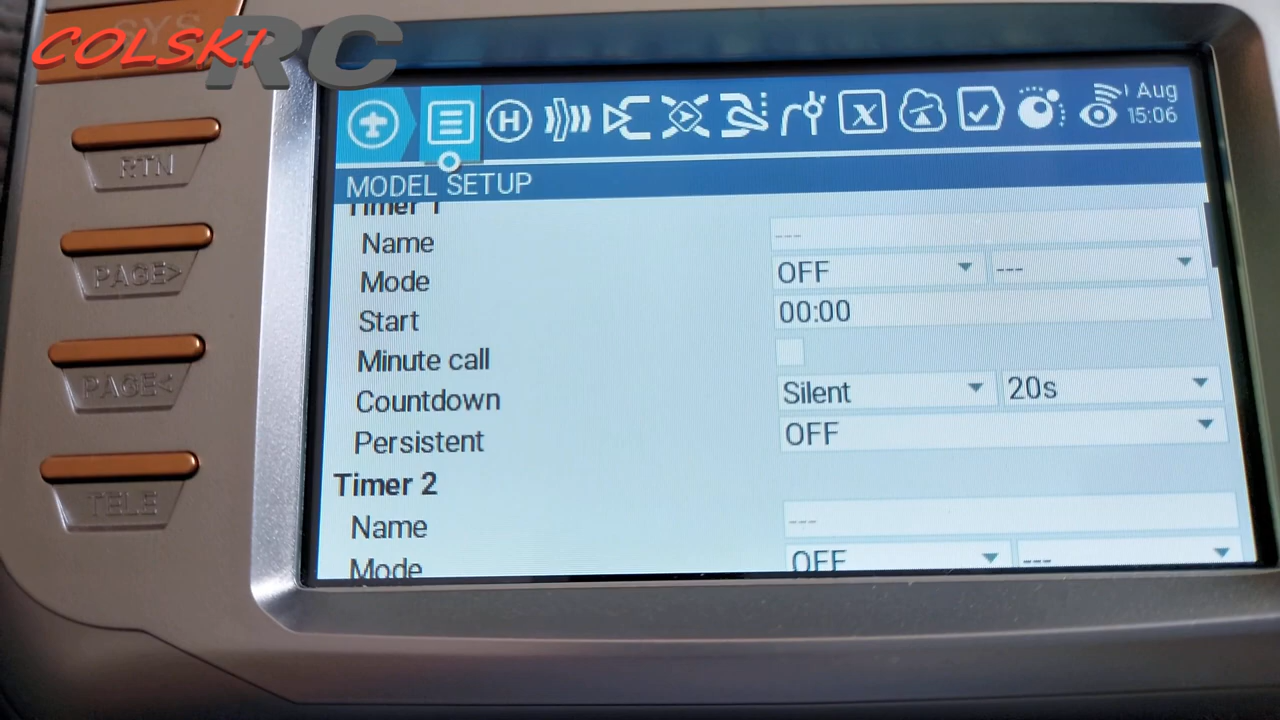 SYS
COLSKI RC
1 Aug
15:06
MODEL SETUP
Timer 1
Name ---
Mode OFF ---
Start 00:00
Minute call
Countdown Silent 20s
Persistent OFF
Timer 2
Name ---
Mode OFF ---
RTN
PAGE>
PAGE<
TELE